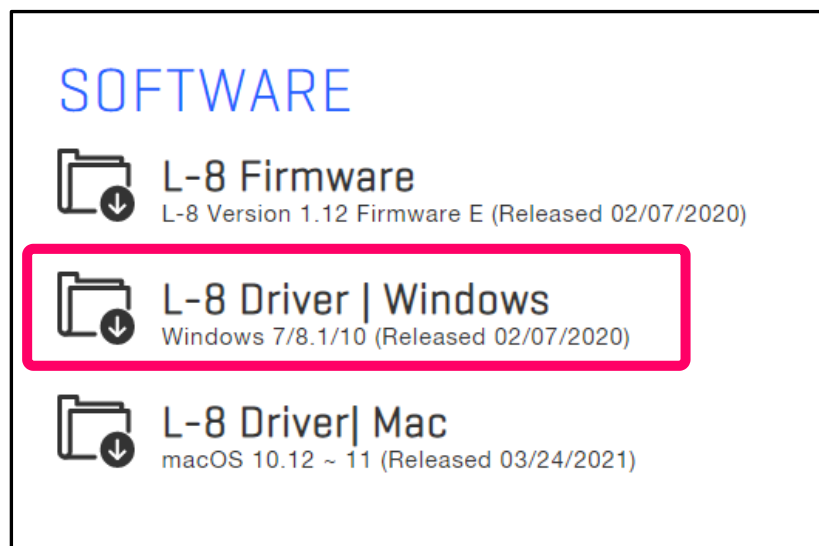 SOFTWARE
L-8 Firmware
L-8 Version 1.12 Firmware E (Released 02/07/2020)
L-8 Driver | Windows
Windows 7/8.1/10 (Released 02/07/2020)
L-8 Driver| Mac
macOS 10.12 ~ 11 (Released 03/24/2021)